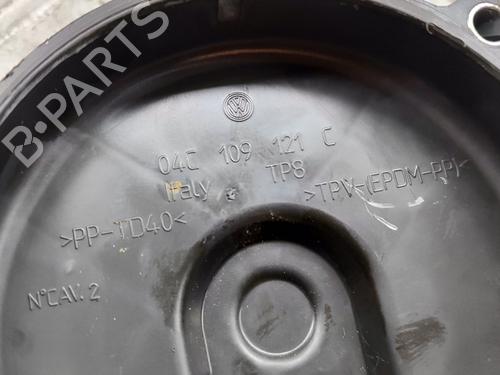 B-PARTS
04C 109 121 C
Italy TP8
>PP-TD40< >TPV-(EPDM-PP)<
N°CAV. 2